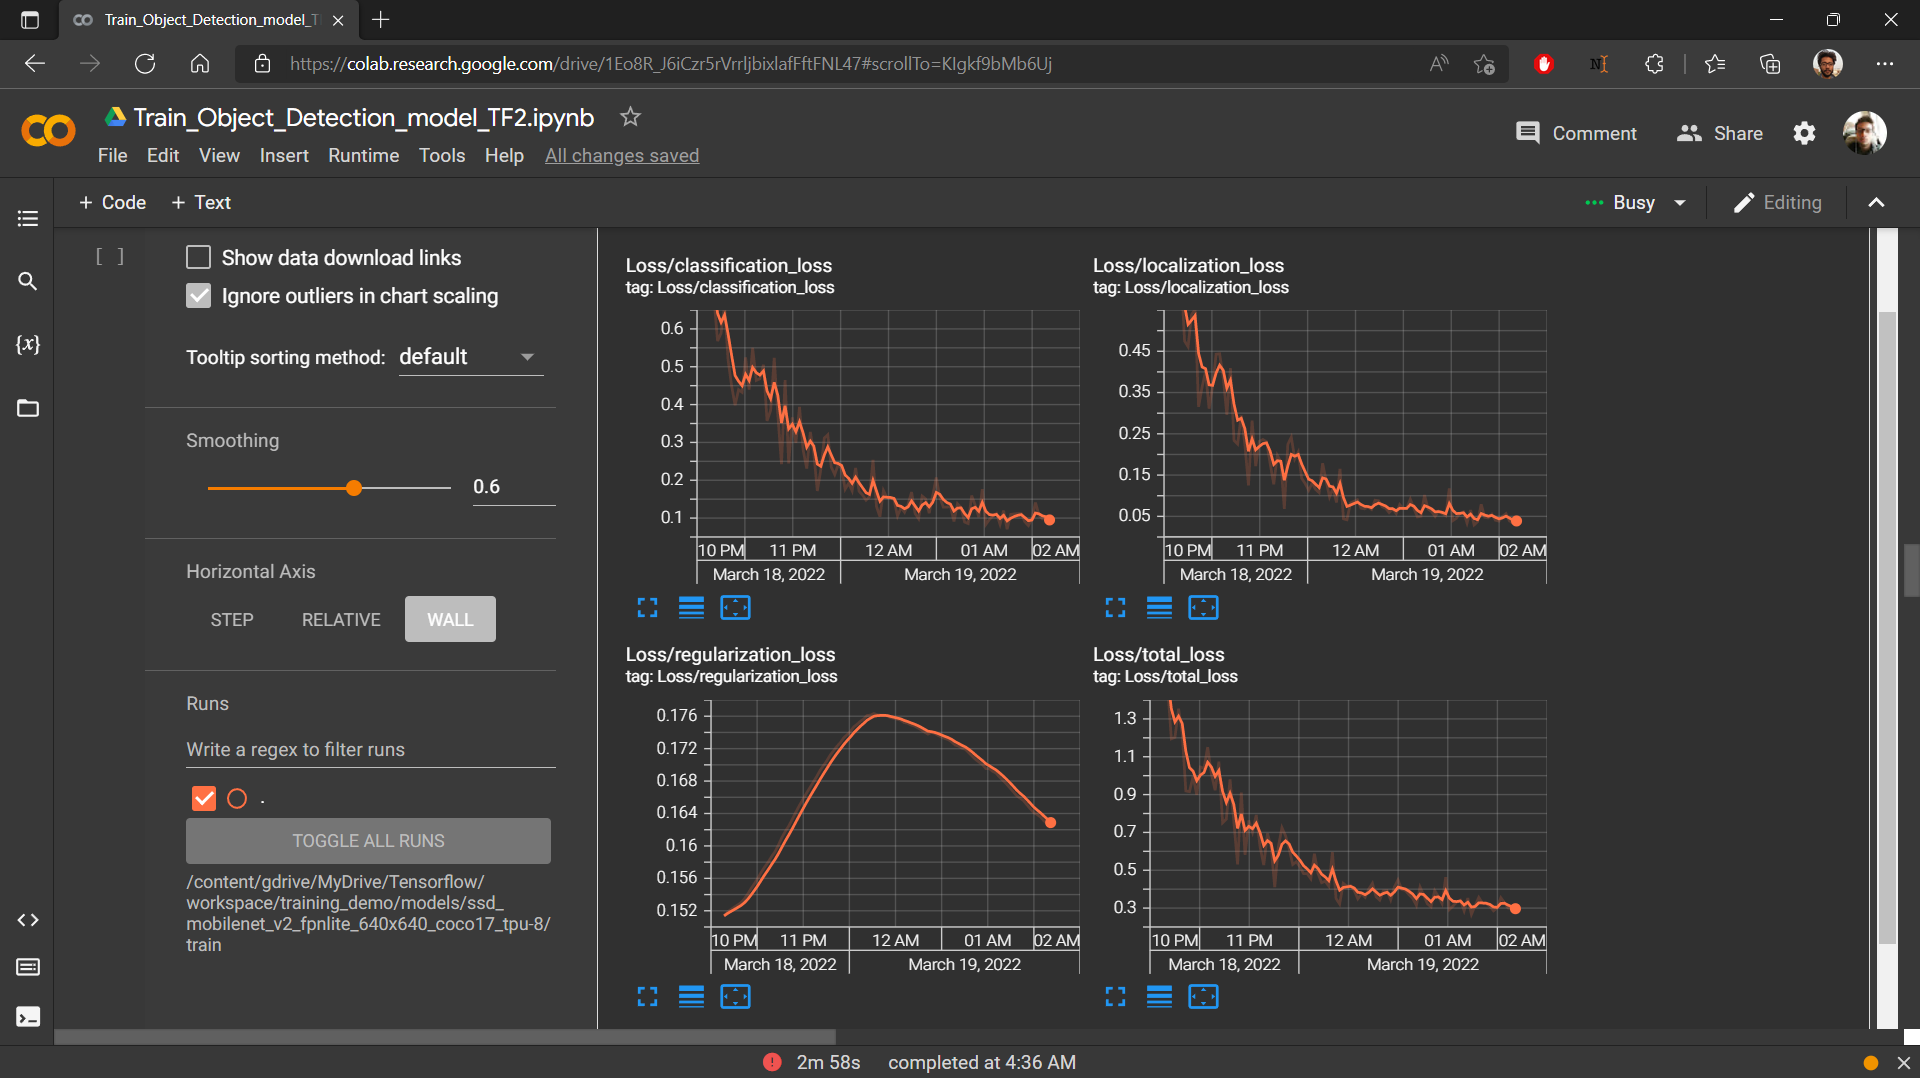 Train_Object_Detection_model_T
https://colab.research.google.com/drive/1Eo8R_J6iCzr5rVrrljbixlafFftFNL47#scrollTo=KIgkf9bMb6Uj
Train_Object_Detection_model_TF2.ipynb
File Edit View Insert Runtime Tools Help All changes saved
Comment Share
+ Code + Text
Busy Editing
[ ]
Show data download links
Ignore outliers in chart scaling
Tooltip sorting method: default
Smoothing
0.6
Horizontal Axis
STEP RELATIVE WALL
Runs
Write a regex to filter runs
.
TOGGLE ALL RUNS
/content/gdrive/MyDrive/Tensorflow/
workspace/training_demo/models/ssd_
mobilenet_v2_fpnlite_640x640_coco17_tpu-8/
train
Loss/classification_loss
tag: Loss/classification_loss
0.6
0.5
0.4
0.3
0.2
0.1
10 PM 11 PM 12 AM 01 AM 02 AM
March 18, 2022 March 19, 2022
Loss/localization_loss
tag: Loss/localization_loss
0.45
0.35
0.25
0.15
0.05
10 PM 11 PM 12 AM 01 AM 02 AM
March 18, 2022 March 19, 2022
Loss/regularization_loss
tag: Loss/regularization_loss
0.176
0.172
0.168
0.164
0.16
0.156
0.152
10 PM 11 PM 12 AM 01 AM 02 AM
March 18, 2022 March 19, 2022
Loss/total_loss
tag: Loss/total_loss
1.3
1.1
0.9
0.7
0.5
0.3
10 PM 11 PM 12 AM 01 AM 02 AM
March 18, 2022 March 19, 2022
2m 58s completed at 4:36 AM